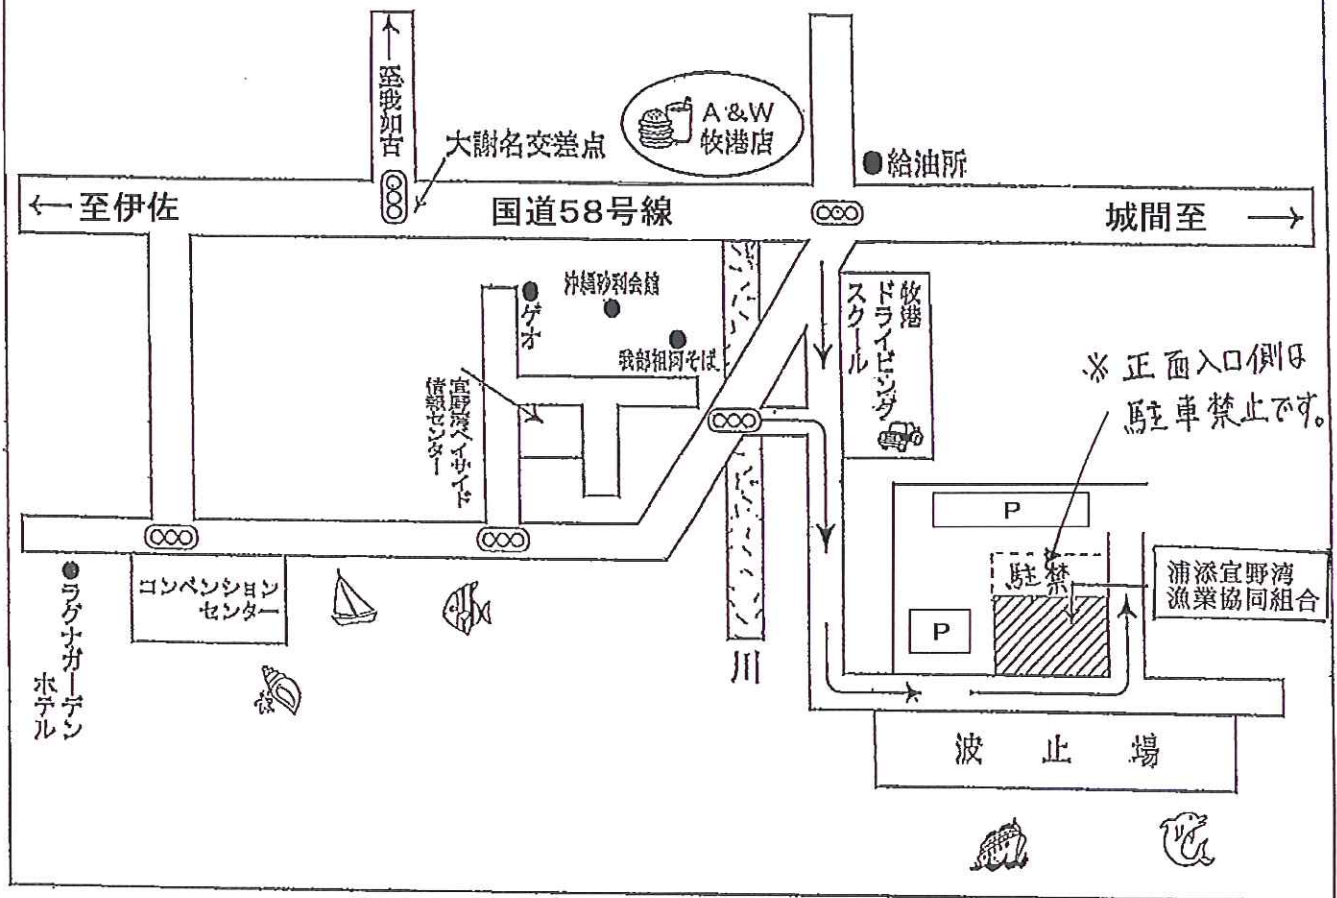 至我如古
A&W
牧港店
大謝名交差点
給油所
←至伊佐
国道58号線
城間至→
ゲオ
沖縄砂利会館
我部祖河そば
牧港
ドライビング
スクール
※正面入口側は
駐車禁止です。
宜野湾ベイサイド
情報センター
P
駐禁
浦添宜野湾
漁業協同組合
P
コンベンション
センター
ラグナガーデン
ホテル
川
波止場